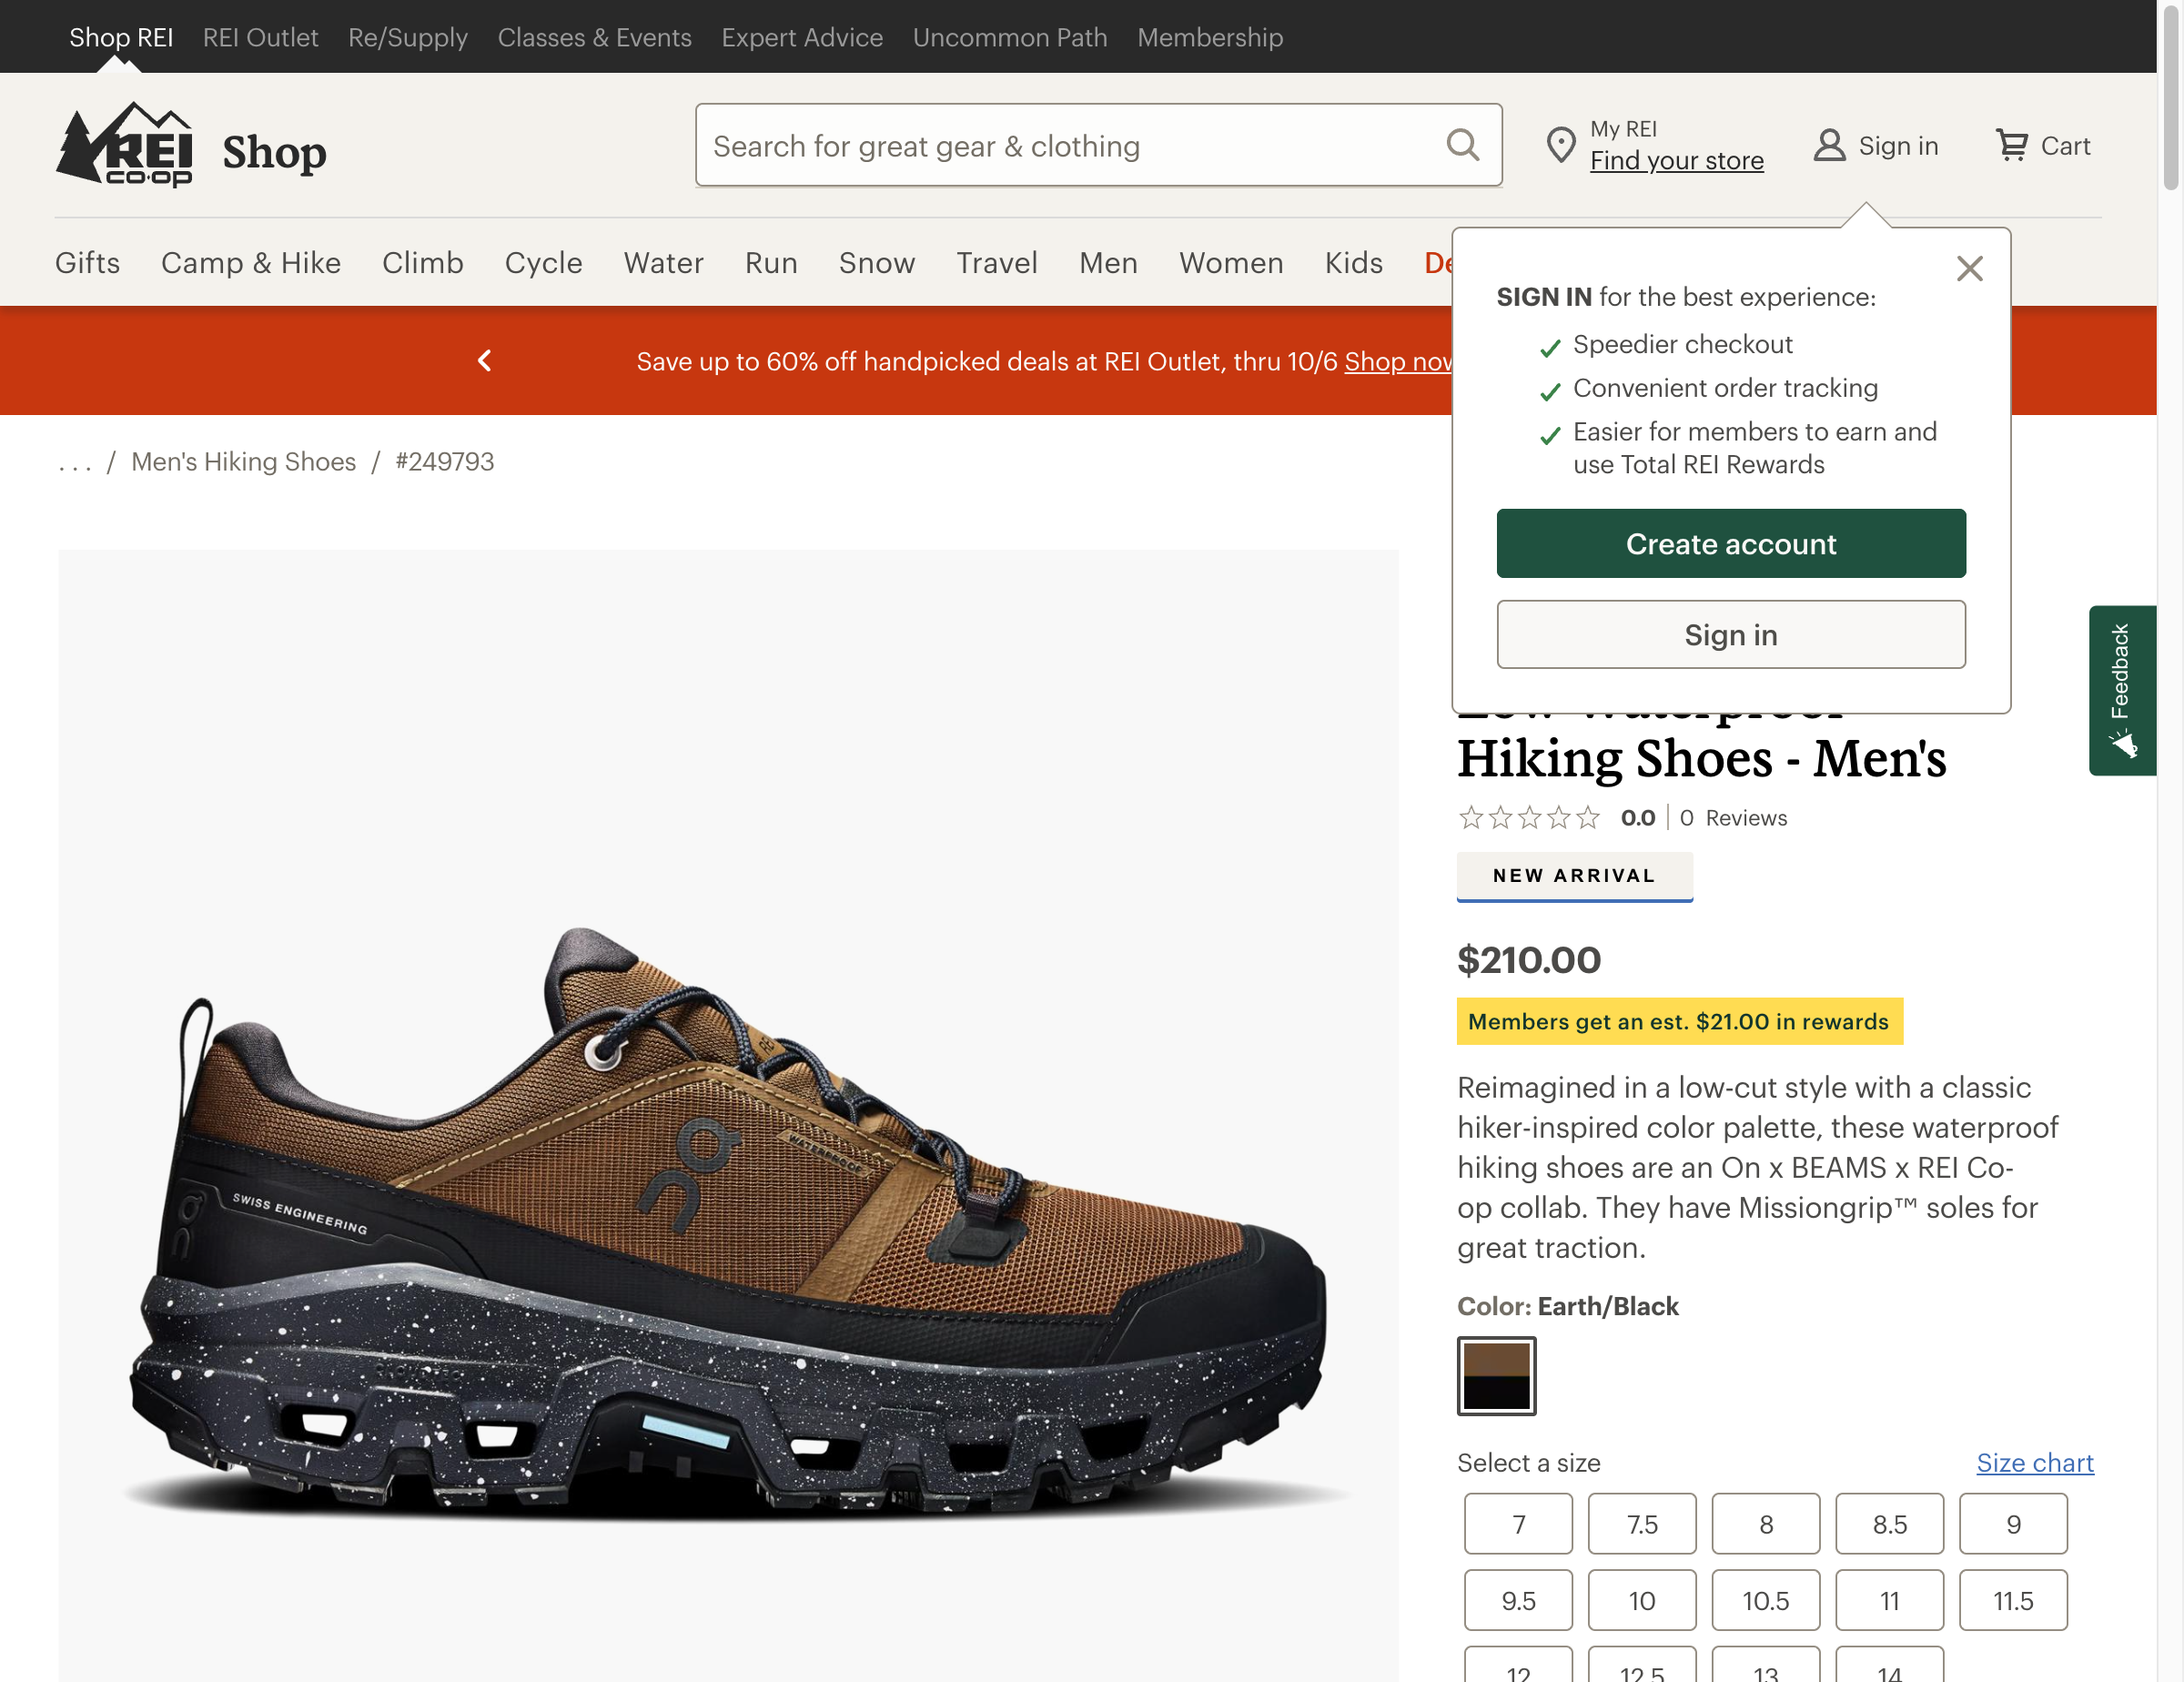 Shop REI
REI Outlet
Re/Supply
Classes & Events
Expert Advice
Uncommon Path
Membership
REI
CO·OP
Shop
Search for great gear & clothing
My REI
Find your store
Sign in
Cart
Gifts
Camp & Hike
Climb
Cycle
Water
Run
Snow
Travel
Men
Women
Kids
De
Save up to 60% off handpicked deals at REI Outlet, thru 10/6 Shop now
SIGN IN for the best experience:
Speedier checkout
Convenient order tracking
Easier for members to earn and
use Total REI Rewards
Create account
Sign in
Feedback
. . . / Men's Hiking Shoes / #249793
Low Waterproof
Hiking Shoes - Men's
0.0 | 0 Reviews
NEW ARRIVAL
$210.00
Members get an est. $21.00 in rewards
Reimagined in a low-cut style with a classic
hiker-inspired color palette, these waterproof
hiking shoes are an On x BEAMS x REI Co-
op collab. They have Missiongrip™ soles for
great traction.
Color: Earth/Black
Select a size
Size chart
7
7.5
8
8.5
9
9.5
10
10.5
11
11.5
12
12.5
13
14
WATERPROOF
SWISS ENGINEERING